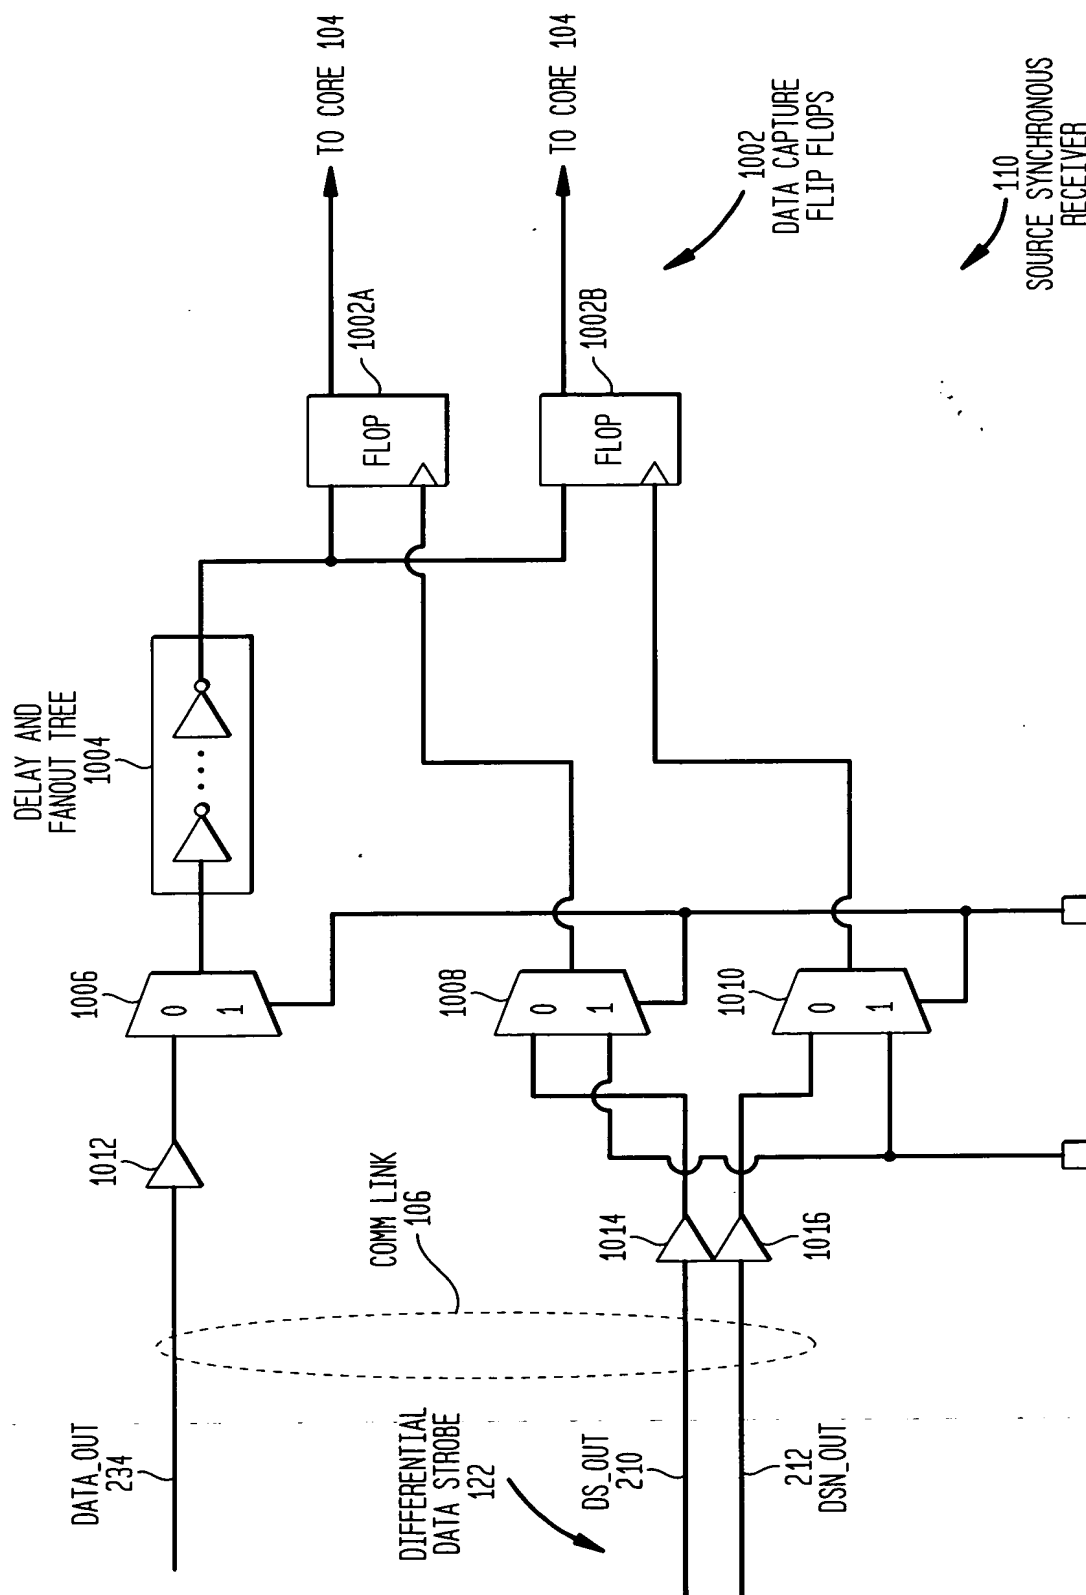 DATA_OUT
234
1012
1006
0
1
DELAY AND
FANOUT TREE
1004
TO CORE 104
FLOP
1002A
COMM LINK
106
DIFFERENTIAL
DATA STROBE
122
DS_OUT
210
212
DSN_OUT
1014
1016
1008
0
1
1010
0
1
FLOP
1002B
TO CORE 104
1002
DATA CAPTURE
FLIP FLOPS
110
SOURCE SYNCHRONOUS
RECEIVER